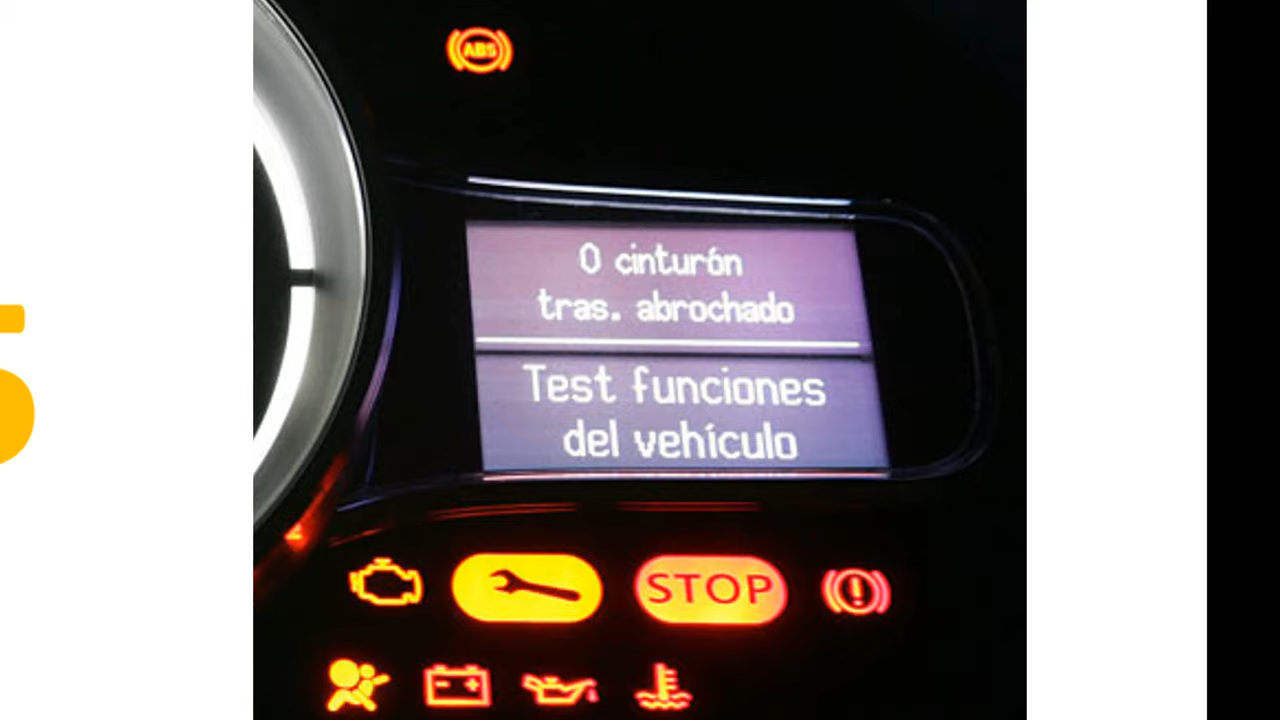 ABS
0 cinturón
tras. abrochado
Test funciones
del vehículo
STOP